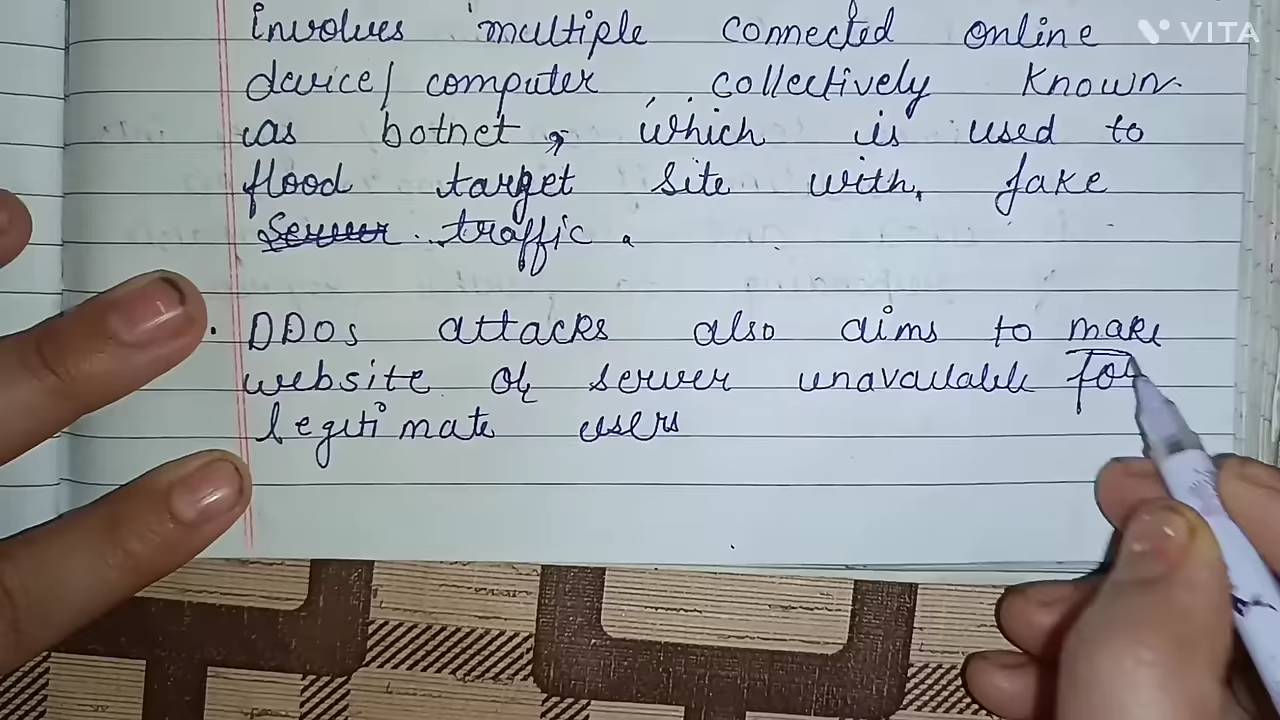 VITA
involves multiple connected online
device/computer, collectively known
as botnet, which is used to
flood target site with, fake
server traffic.
. DDOS attacks also aims to make
website or server unavailable for
legitimate users